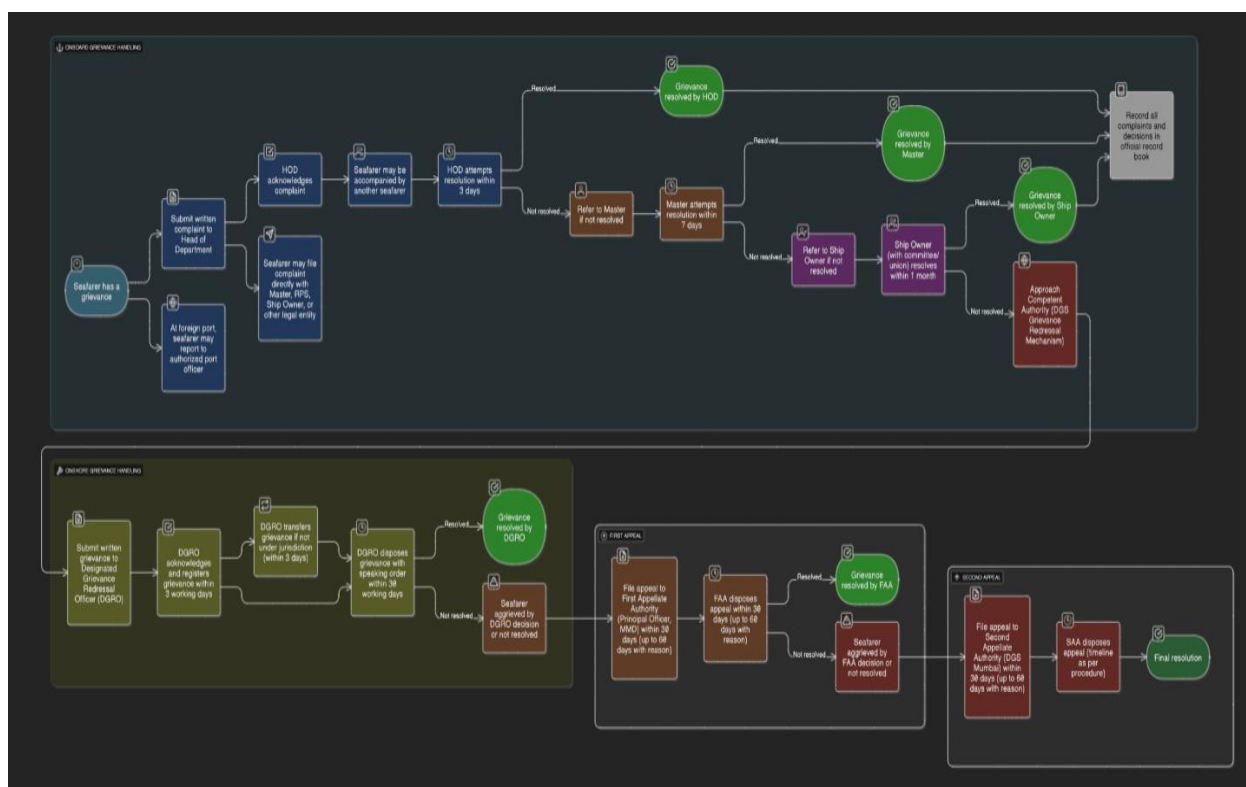 ONBOARD GRIEVANCE HANDLING
Seafarer has a
grievance
Submit written
complaint to
Head of
Department
At foreign port,
seafarer may
report to
authorized port
officer
HOD
acknowledges
complaint
Seafarer may file
complaint
directly with
Master, RPS,
Ship Owner, or
other legal entity
Seafarer may be
accompanied by
another seafarer
HOD attempts
resolution within
3 days
Resolved
Grievance
resolved by HOD
Not resolved
Refer to Master
if not resolved
Master attempts
resolution within
7 days
Resolved
Grievance
resolved by
Master
Not resolved
Refer to Ship
Owner if not
resolved
Ship Owner
(with committee/
union) resolves
within 1 month
Resolved
Grievance
resolved by Ship
Owner
Not resolved
Approach
Competent
Authority (DGS
Grievance
Redressal
Mechanism)
Record all
complaints and
decisions in
official record
book
ONSHORE GRIEVANCE HANDLING
Submit written
grievance to
Designated
Grievance
Redressal
Officer (DGRO)
DGRO
acknowledges
and registers
grievance within
3 working days
DGRO transfers
grievance if not
under jurisdiction
(within 3 days)
DGRO disposes
grievance with
speaking order
within 30
working days
Resolved
Grievance
resolved by
DGRO
Not resolved
Seafarer
aggrieved by
DGRO decision
or not resolved
FIRST APPEAL
File appeal to
First Appellate
Authority
(Principal Officer,
MMD) within 30
days (up to 60
days with reason)
FAA disposes
appeal within 30
days (up to 60
days with
reason)
Resolved
Grievance
resolved by FAA
Not resolved
Seafarer
aggrieved by
FAA decision or
not resolved
SECOND APPEAL
File appeal to
Second
Appellate
Authority (DGS
Mumbai) within
30 days (up to 60
days with reason)
SAA disposes
appeal (timeline
as per
procedure)
Final resolution